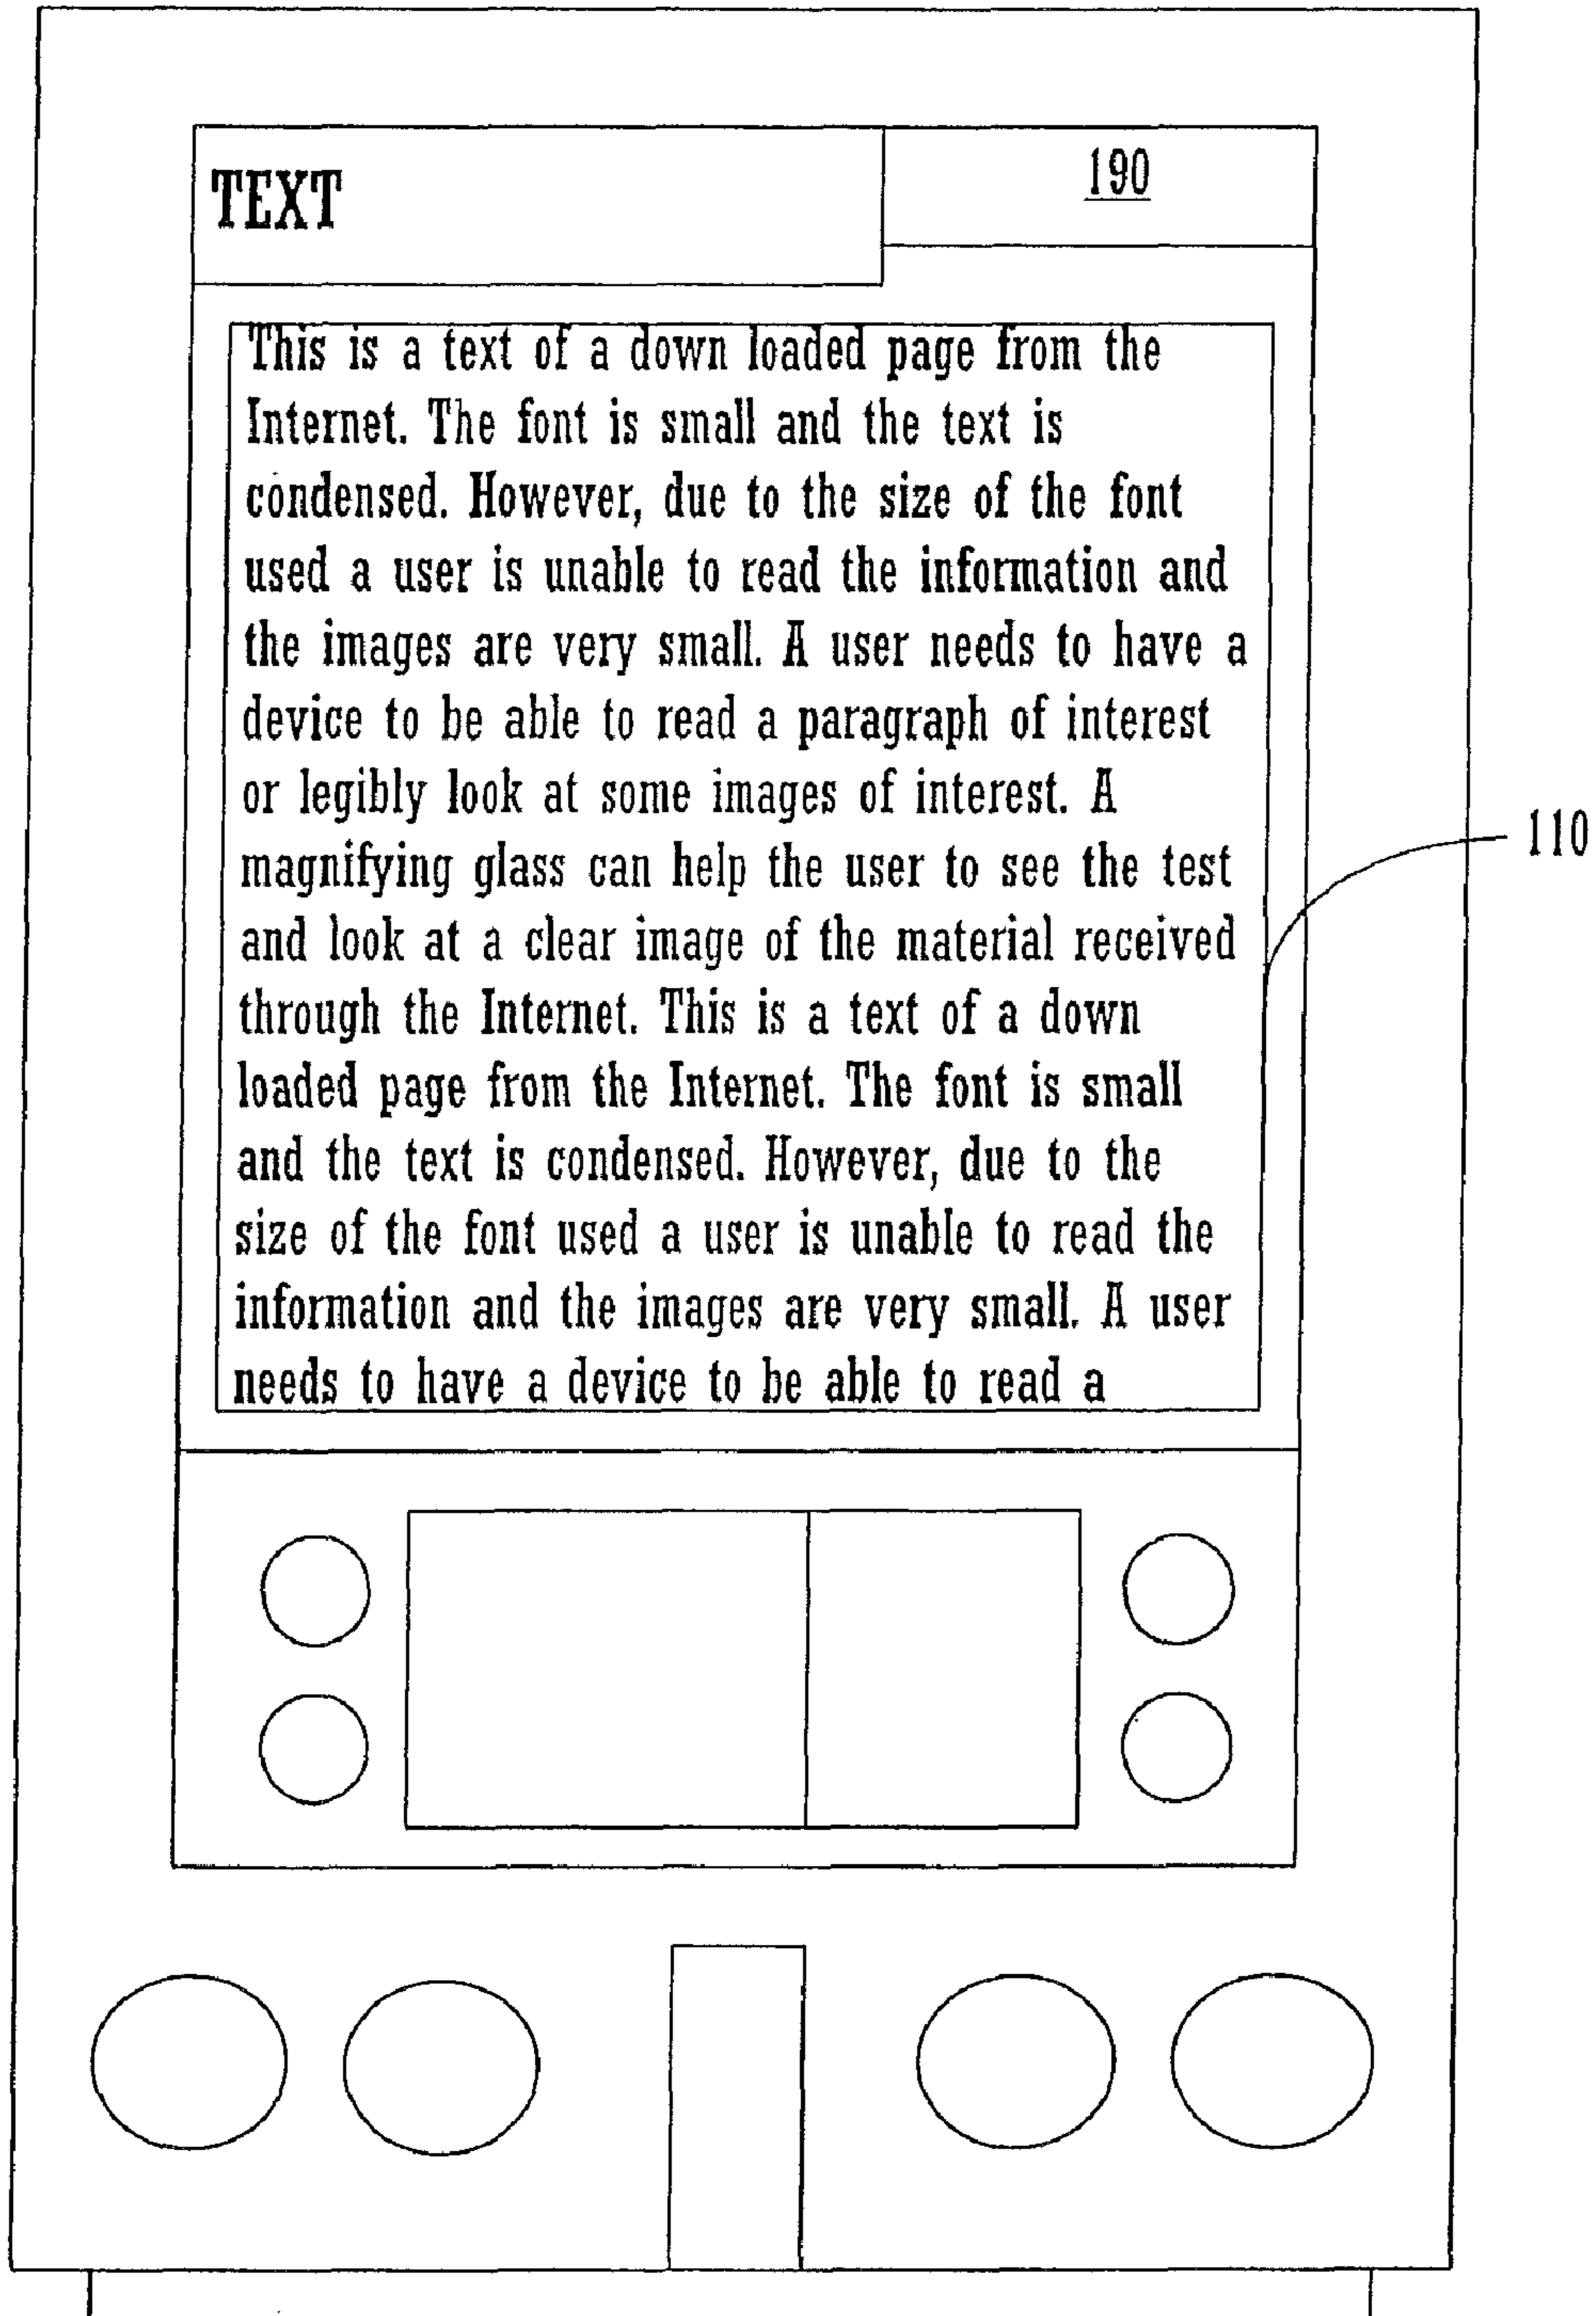 TEXT
190
This is a text of a down loaded page from the
Internet. The font is small and the text is
condensed. However, due to the size of the font
used a user is unable to read the information and
the images are very small. A user needs to have a
device to be able to read a paragraph of interest
or legibly look at some images of interest. A
magnifying glass can help the user to see the test
and look at a clear image of the material received
through the Internet. This is a text of a down
loaded page from the Internet. The font is small
and the text is condensed. However, due to the
size of the font used a user is unable to read the
information and the images are very small. A user
needs to have a device to be able to read a
110